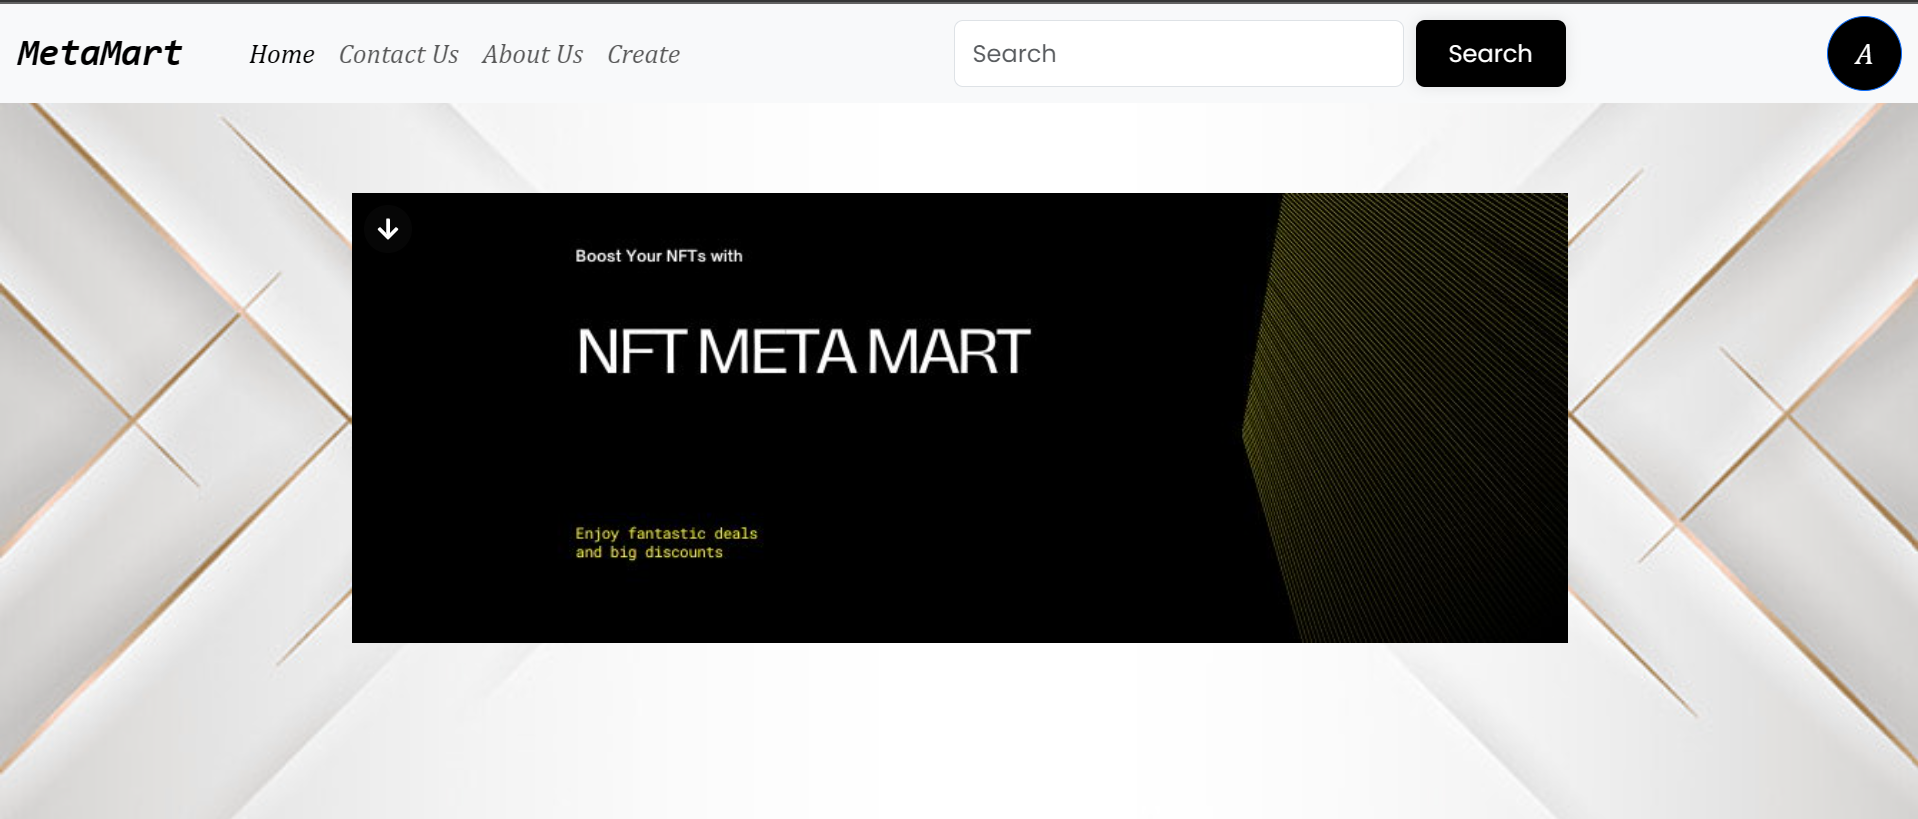 MetaMart Home Contact Us About Us Create Search Search A
Boost Your NFTs with
NFT META MART
Enjoy fantastic deals
and big discounts